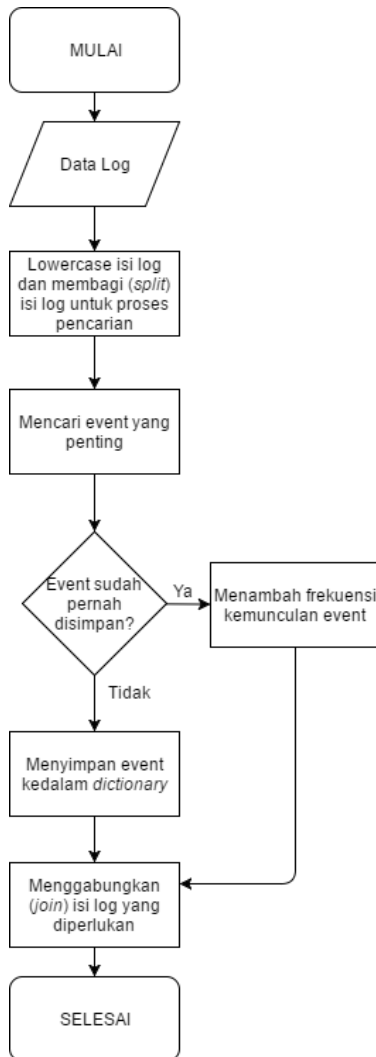 MULAI
Data Log
Lowercase isi log
dan membagi (split)
isi log untuk proses
pencarian
Mencari event yang
penting
Event sudah
pernah
disimpan?
Ya
Menambah frekuensi
kemunculan event
Tidak
Menyimpan event
kedalam dictionary
Menggabungkan
(join) isi log yang
diperlukan
SELESAI